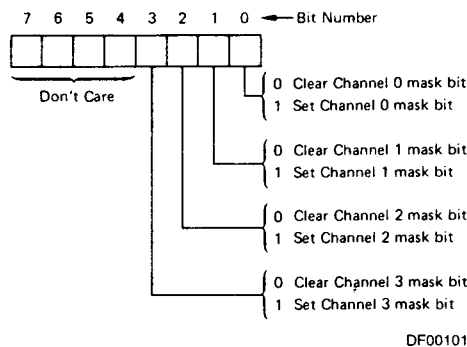 7 6 5 4 3 2 1 0 Bit Number
Don't Care
0 Clear Channel 0 mask bit
1 Set Channel 0 mask bit
0 Clear Channel 1 mask bit
1 Set Channel 1 mask bit
0 Clear Channel 2 mask bit
1 Set Channel 2 mask bit
0 Clear Channel 3 mask bit
1 Set Channel 3 mask bit
DF00101